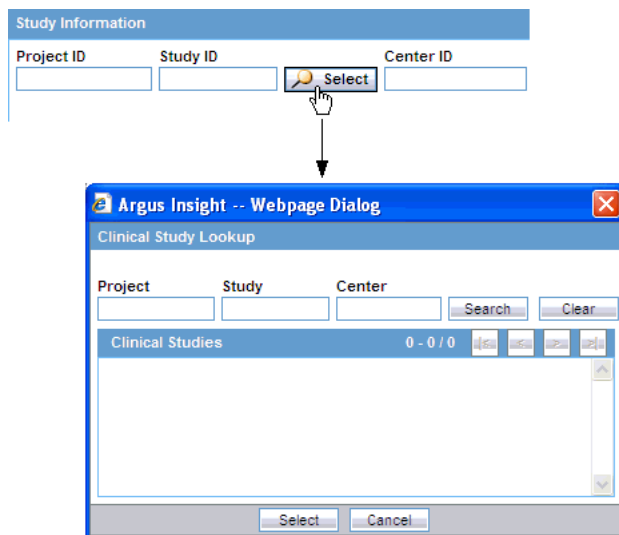 Study Information
Project ID Study ID Center ID
Select
Argus Insight -- Webpage Dialog
Clinical Study Lookup
Project Study Center
Search Clear
Clinical Studies 0 - 0 / 0 |< < > >|
Select Cancel